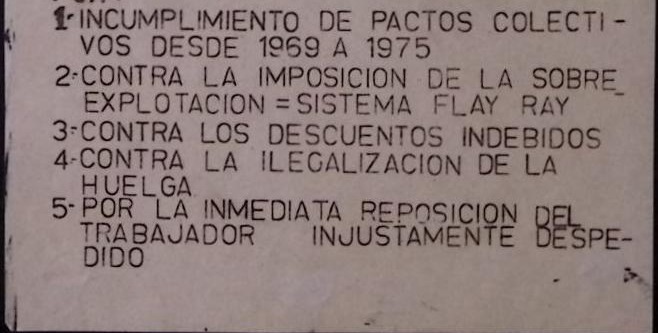 1-INCUMPLIMIENTO DE PACTOS COLECTI-
VOS DESDE 1969 A 1975
2-CONTRA LA IMPOSICION DE LA SOBRE_
EXPLOTACION = SISTEMA FLAY RAY
3-CONTRA LOS DESCUENTOS INDEBIDOS
4-CONTRA LA ILEGALIZACION DE LA
HUELGA
5-POR LA INMEDIATA REPOSICION DEL
TRABAJADOR INJUSTAMENTE DESPE-
DIDO